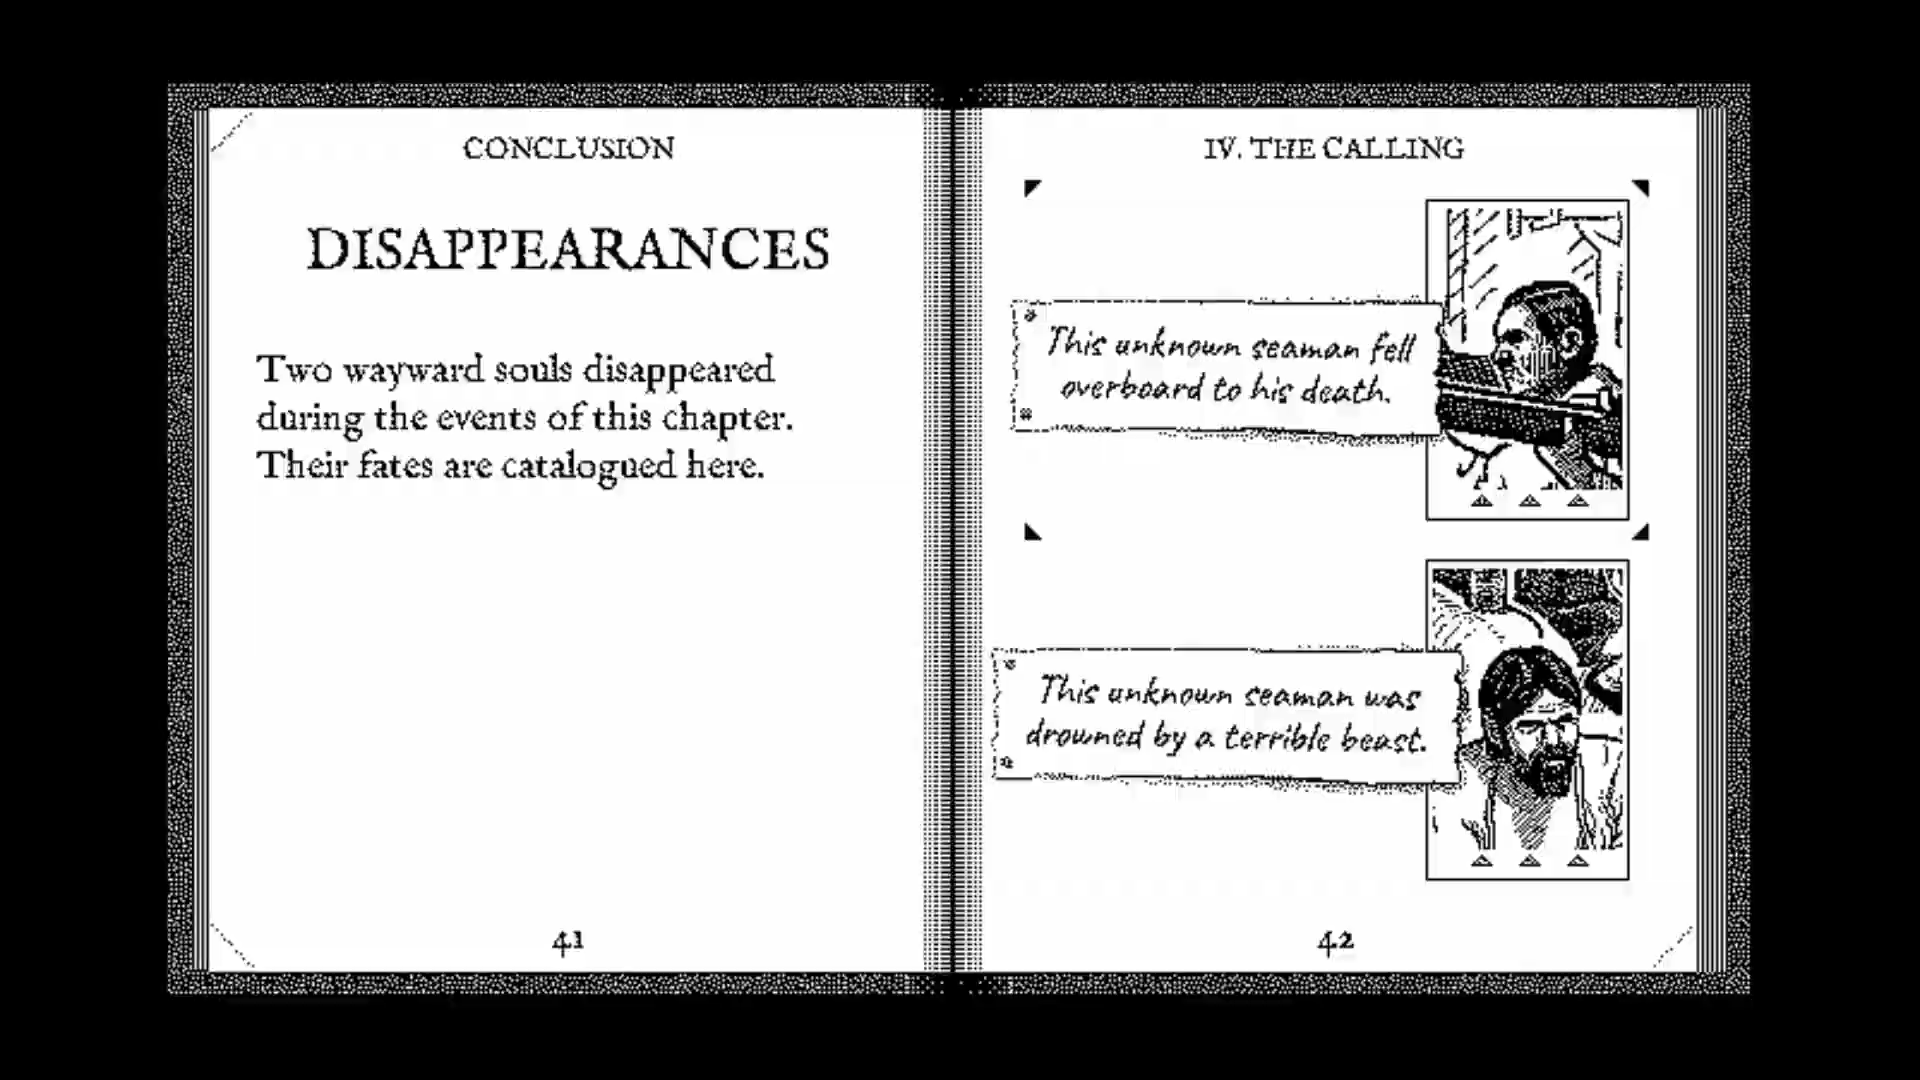 CONCLUSION
DISAPPEARANCES
Two wayward souls disappeared
during the events of this chapter.
Their fates are catalogued here.
41
IV. THE CALLING
This unknown seaman fell
overboard to his death.
This unknown seaman was
drowned by a terrible beast.
42